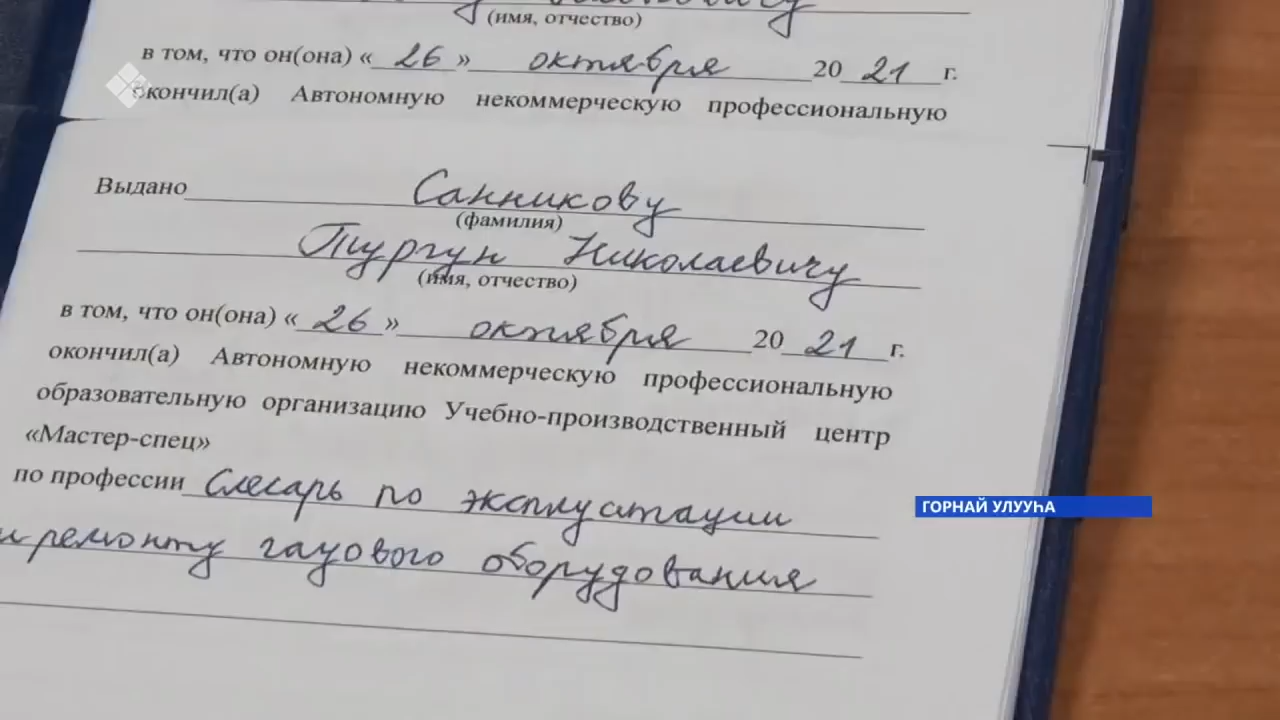 (имя, отчество)
в том, что он(она) « 26 » октября 20 21 г.
окончил(а) Автономную некоммерческую профессиональную
Выдано Санникову
(фамилия)
Тургун Николаевичу
(имя, отчество)
в том, что он(она) « 26 » октября 20 21 г.
окончил(а) Автономную некоммерческую профессиональную
образовательную организацию Учебно-производственный центр
«Мастер-спец»
по профессии Слесарь по эксплуатации
и ремонту газового оборудования
ГОРНАЙ УЛУУҺА